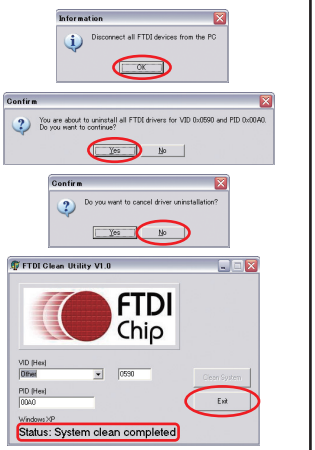 Information
Disconnect all FTDI devices from the PC
OK
Confirm
You are about to uninstall all FTDI drivers for VID 0x0590 and PID 0x00A0.
Do you want to continue?
Yes No
Confirm
Do you want to cancel driver uninstallation?
Yes No
FTDI Clean Utility V1.0
FTDI
Chip
VID (Hex)
Other 0590
Clean System
PID (Hex)
00A0
Exit
Windows XP
Status: System clean completed